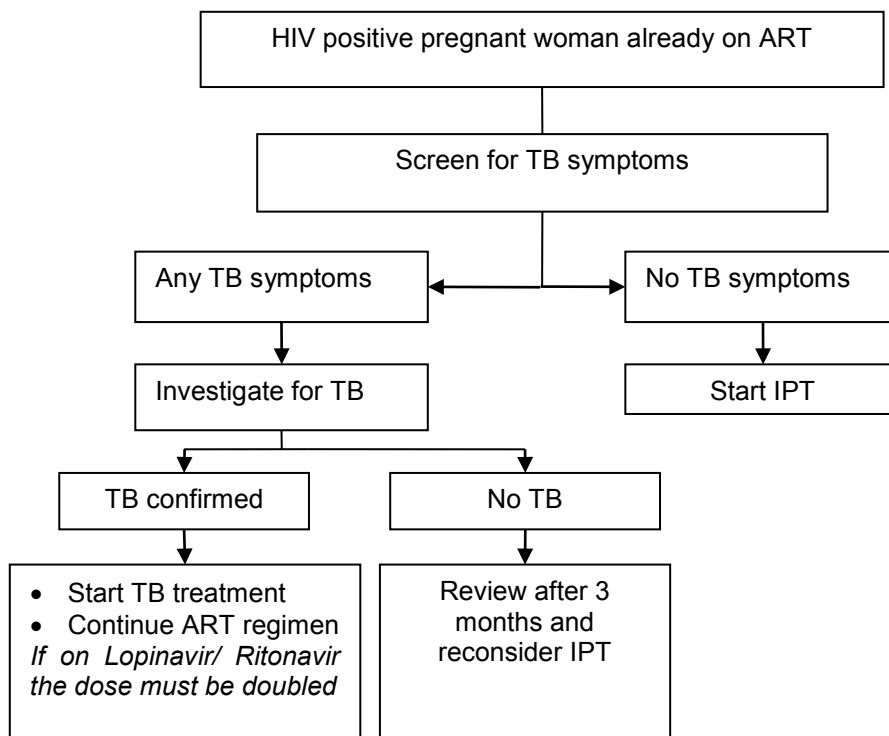 HIV positive pregnant woman already on ART
Screen for TB symptoms
Any TB symptoms
No TB symptoms
Investigate for TB
Start IPT
TB confirmed
No TB
• Start TB treatment
• Continue ART regimen
If on Lopinavir/ Ritonavir
the dose must be doubled
Review after 3
months and
reconsider IPT